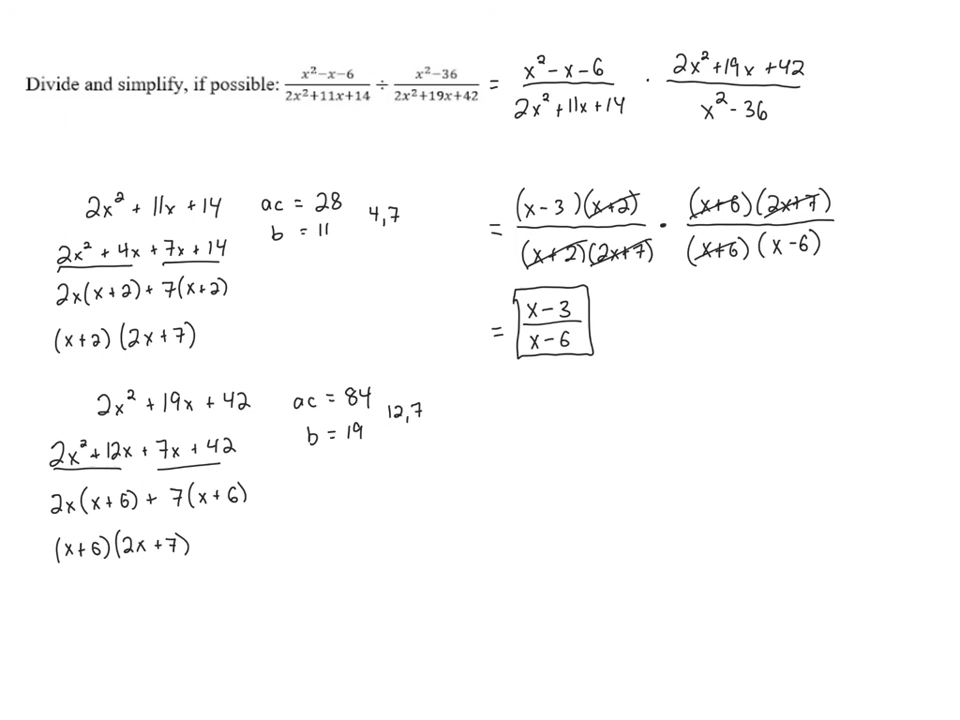 Divide and simplify, if possible: (x²−x−6)/(2x²+11x+14) ÷ (x²−36)/(2x²+19x+42) = (x² - x - 6)/(2x² + 11x + 14) · (2x² + 19x + 42)/(x² - 36)
2x² + 11x + 14 ac = 28 4,7
b = 11
2x² + 4x + 7x + 14
2x(x+2) + 7(x+2)
(x+2)(2x+7)
= (x-3)(x+2)/(x+2)(2x+7) · (x+6)(2x+7)/(x+6)(x-6)
= x-3/x-6
2x² + 19x + 42 ac = 84 12,7
b = 19
2x² + 12x + 7x + 42
2x(x+6) + 7(x+6)
(x+6)(2x+7)